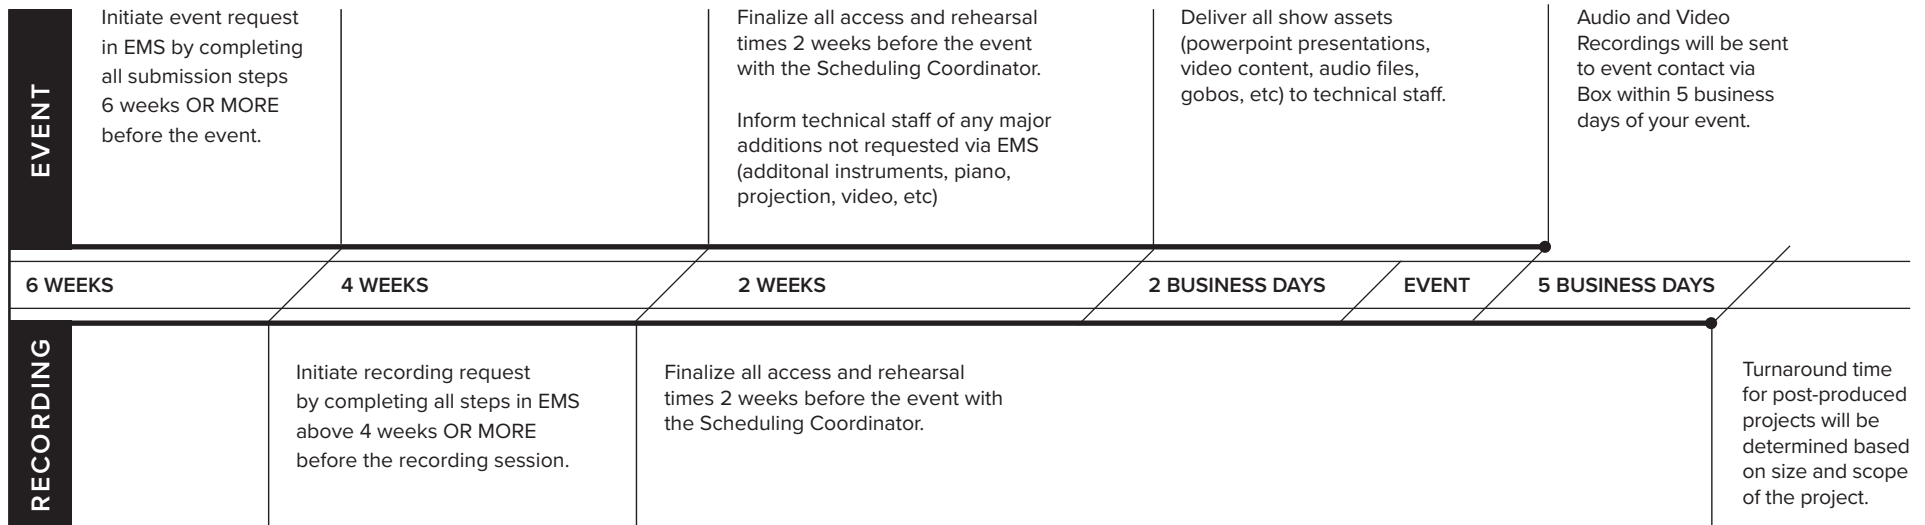 EVENT
Initiate event request
in EMS by completing
all submission steps
6 weeks OR MORE
before the event.
Finalize all access and rehearsal
times 2 weeks before the event
with the Scheduling Coordinator.
Inform technical staff of any major
additions not requested via EMS
(additonal instruments, piano,
projection, video, etc)
Deliver all show assets
(powerpoint presentations,
video content, audio files,
gobos, etc) to technical staff.
Audio and Video
Recordings will be sent
to event contact via
Box within 5 business
days of your event.
6 WEEKS
4 WEEKS
2 WEEKS
2 BUSINESS DAYS
EVENT
5 BUSINESS DAYS
RECORDING
Initiate recording request
by completing all steps in EMS
above 4 weeks OR MORE
before the recording session.
Finalize all access and rehearsal
times 2 weeks before the event with
the Scheduling Coordinator.
Turnaround time
for post-produced
projects will be
determined based
on size and scope
of the project.